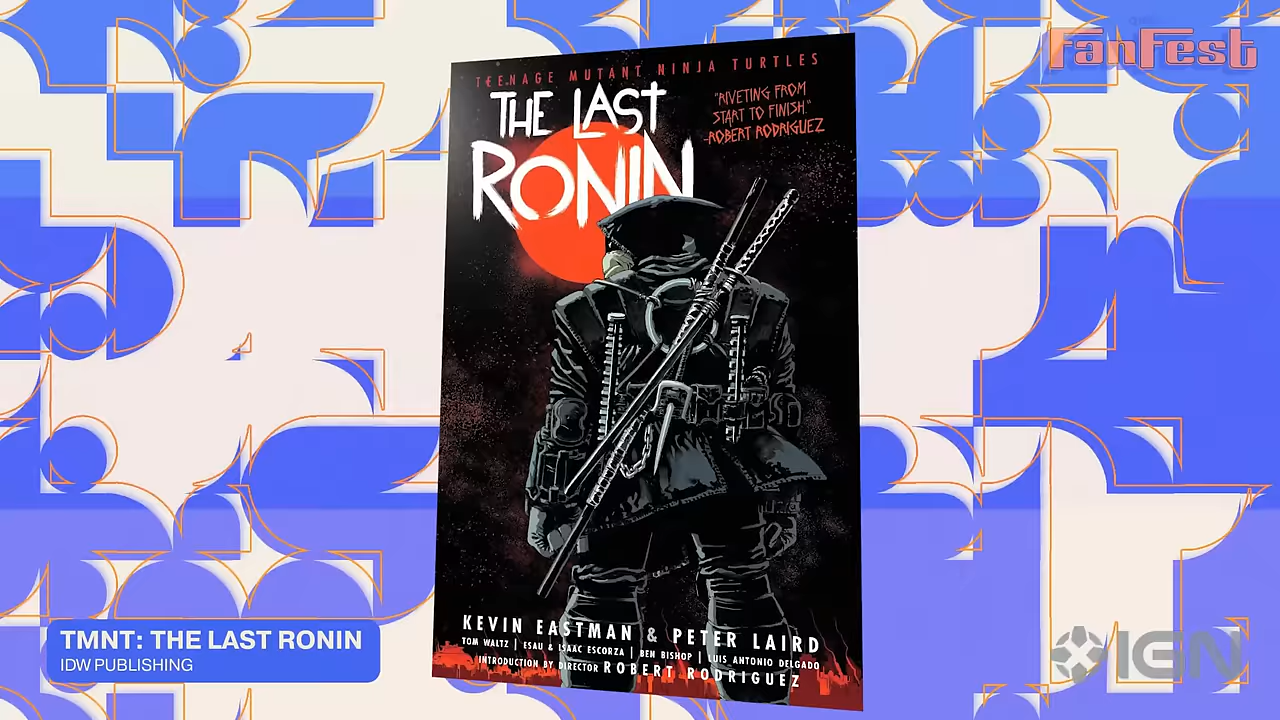 FanFest
TEENAGE MUTANT NINJA TURTLES
THE LAST
RONIN
"RIVETING FROM
START TO FINISH."
-ROBERT RODRIGUEZ
KEVIN EASTMAN & PETER LAIRD
TOM WALTZ | ESAU & ISAAC ESCORZA | BEN BISHOP | LUIS ANTONIO DELGADO
INTRODUCTION BY DIRECTOR ROBERT RODRIGUEZ
TMNT: THE LAST RONIN
IDW PUBLISHING
IGN